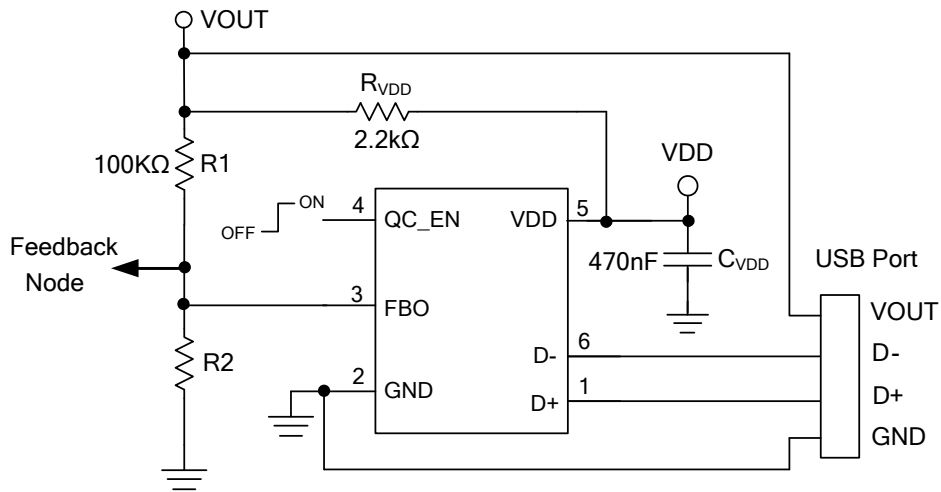 VOUT
RVDD
2.2kΩ
100KΩ R1
VDD
ON
OFF
4 QC_EN
VDD 5
470nF CVDD
USB Port
Feedback
Node
3 FBO
VOUT
R2
D- 6
D-
2 GND
D+ 1
D+
GND